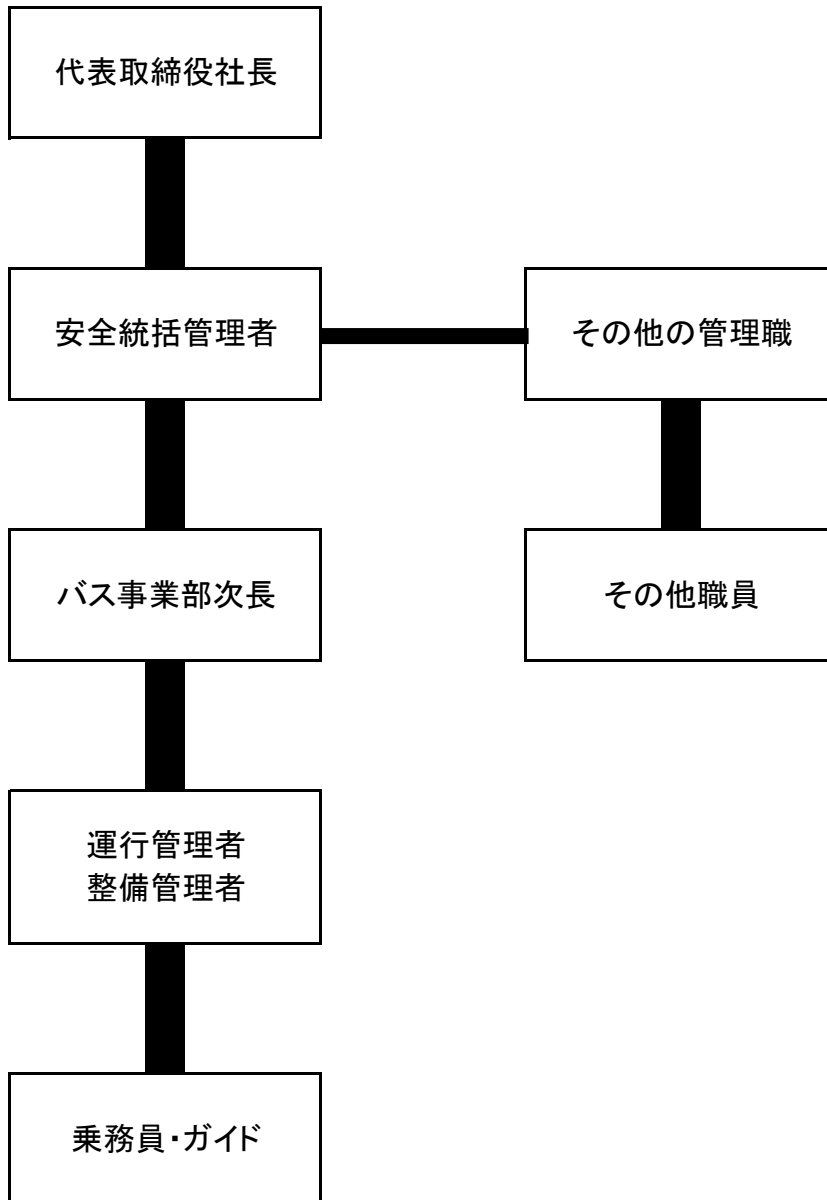 代表取締役社長
安全統括管理者
その他の管理職
バス事業部次長
その他職員
運行管理者
整備管理者
乗務員・ガイド